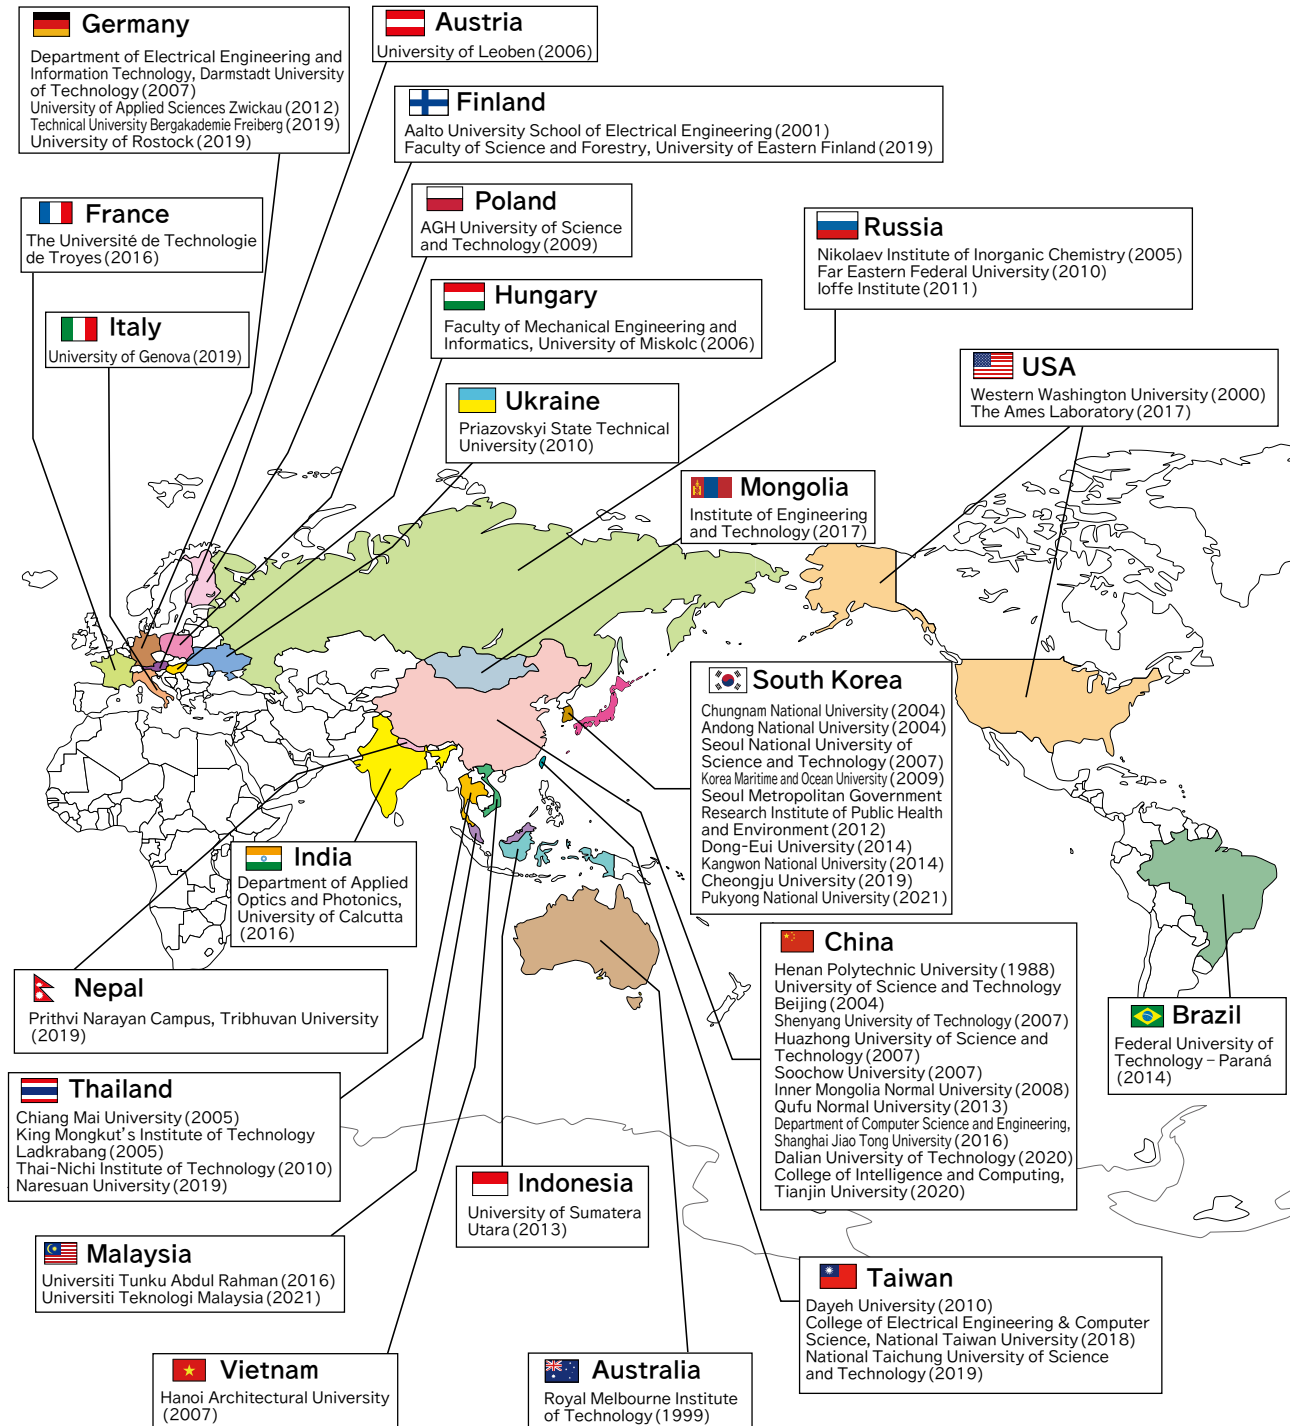 Germany
Department of Electrical Engineering and
Information Technology, Darmstadt University
of Technology (2007)
University of Applied Sciences Zwickau (2012)
Technical University Bergakademie Freiberg (2019)
University of Rostock (2019)
Austria
University of Leoben (2006)
Finland
Aalto University School of Electrical Engineering (2001)
Faculty of Science and Forestry, University of Eastern Finland (2019)
France
The Université de Technologie
de Troyes (2016)
Poland
AGH University of Science
and Technology (2009)
Russia
Nikolaev Institute of Inorganic Chemistry (2005)
Far Eastern Federal University (2010)
Ioffe Institute (2011)
Hungary
Faculty of Mechanical Engineering and
Informatics, University of Miskolc (2006)
Italy
University of Genova (2019)
USA
Western Washington University (2000)
The Ames Laboratory (2017)
Ukraine
Priazovskyi State Technical
University (2010)
Mongolia
Institute of Engineering
and Technology (2017)
South Korea
Chungnam National University (2004)
Andong National University (2004)
Seoul National University of
Science and Technology (2007)
Korea Maritime and Ocean University (2009)
Seoul Metropolitan Government
Research Institute of Public Health
and Environment (2012)
Dong-Eui University (2014)
Kangwon National University (2014)
Cheongju University (2019)
Pukyong National University (2021)
India
Department of Applied
Optics and Photonics,
University of Calcutta
(2016)
China
Henan Polytechnic University (1988)
University of Science and Technology
Beijing (2004)
Shenyang University of Technology (2007)
Huazhong University of Science and
Technology (2007)
Soochow University (2007)
Inner Mongolia Normal University (2008)
Qufu Normal University (2013)
Department of Computer Science and Engineering,
Shanghai Jiao Tong University (2016)
Dalian University of Technology (2020)
College of Intelligence and Computing,
Tianjin University (2020)
Nepal
Prithvi Narayan Campus, Tribhuvan University
(2019)
Brazil
Federal University of
Technology – Paraná
(2014)
Thailand
Chiang Mai University (2005)
King Mongkut's Institute of Technology
Ladkrabang (2005)
Thai-Nichi Institute of Technology (2010)
Naresuan University (2019)
Indonesia
University of Sumatera
Utara (2013)
Malaysia
Universiti Tunku Abdul Rahman (2016)
Universiti Teknologi Malaysia (2021)
Taiwan
Dayeh University (2010)
College of Electrical Engineering & Computer
Science, National Taiwan University (2018)
National Taichung University of Science
and Technology (2019)
Vietnam
Hanoi Architectural University
(2007)
Australia
Royal Melbourne Institute
of Technology (1999)